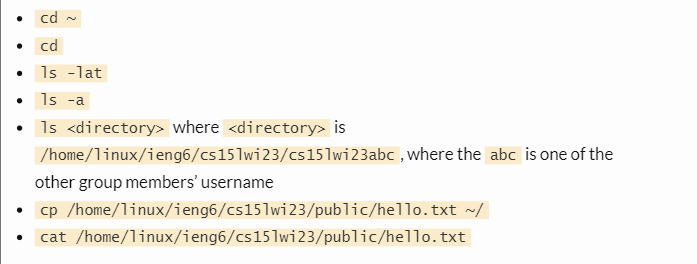 cd ~
cd
ls -lat
ls -a
ls <directory> where <directory> is
/home/linux/ieng6/cs15lwi23/cs15lwi23abc, where the abc is one of the
other group members’ username
cp /home/linux/ieng6/cs15lwi23/public/hello.txt ~/
cat /home/linux/ieng6/cs15lwi23/public/hello.txt